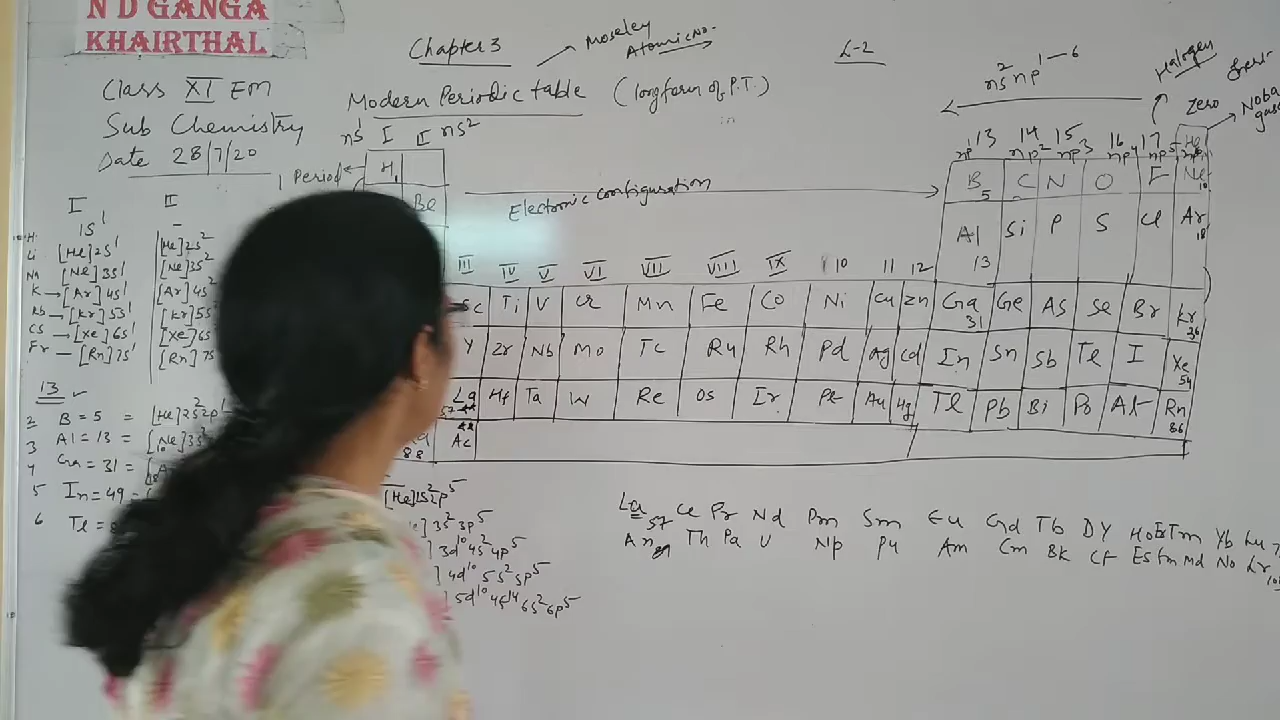 N D GANGA
KHAIRTHAL
Chapter 3
Moseley
Atomic No.
L-2
Class XI EM
Sub Chemistry
Date 28/7/20
Modern Periodic table (long form of P.T.)
ns² np¹⁻⁶
Halogen
Zero
ns¹ I II ns²
1 Period
H₁
Be
Electronic configuration
13 14 15 16 17
np¹ np² np³ np⁴ np⁵
He
B₅ C N O F Ne₁₀
Al₁₃ Si P S Cl Ar₁₈
III IV V VI VII VIII IX 10 11 12
Sc Ti V Cr Mn Fe Co Ni Cu Zn Ga₃₁ Ge As Se Br Kr₃₆
Y Zr Nb Mo Tc Ru Rh Pd Ag Cd In Sn Sb Te I Xe₅₄
La₅₇ Hf Ta W Re Os Ir Pt Au Hg Tl Pb Bi Po At Rn₈₆
88 Ac
I II
H 1S¹ -
Li [He]2S¹ [He]2S²
Na [Ne]3S¹ [Ne]3S²
K → [Ar]4S¹ [Ar]4S²
Rb → [Kr]5S¹ [Kr]5S²
Cs → [Xe]6S¹ [Xe]6S
Fr — [Rn]7S¹ [Rn]7S
13 ✓
2 B = 5 = [He]2S²2p¹
3 Al = 13 = [Ne]3S²
4 Ga = 31 =
5 In = 49 =
6 Tl =
[He]2S²2p⁵
] 3S²3p⁵
] 3d¹⁰4S²4p⁵
] 4d¹⁰5S²5p⁵
] 5d¹⁰4f¹⁴6S²6p⁵
La₅₇ Ce Pr Nd Pm Sm Eu Gd Tb DY Ho Er Tm Yb Lu
An₈₉ Th Pa U Np Pu Am Cm BK Cf Es Fm Md No Lr